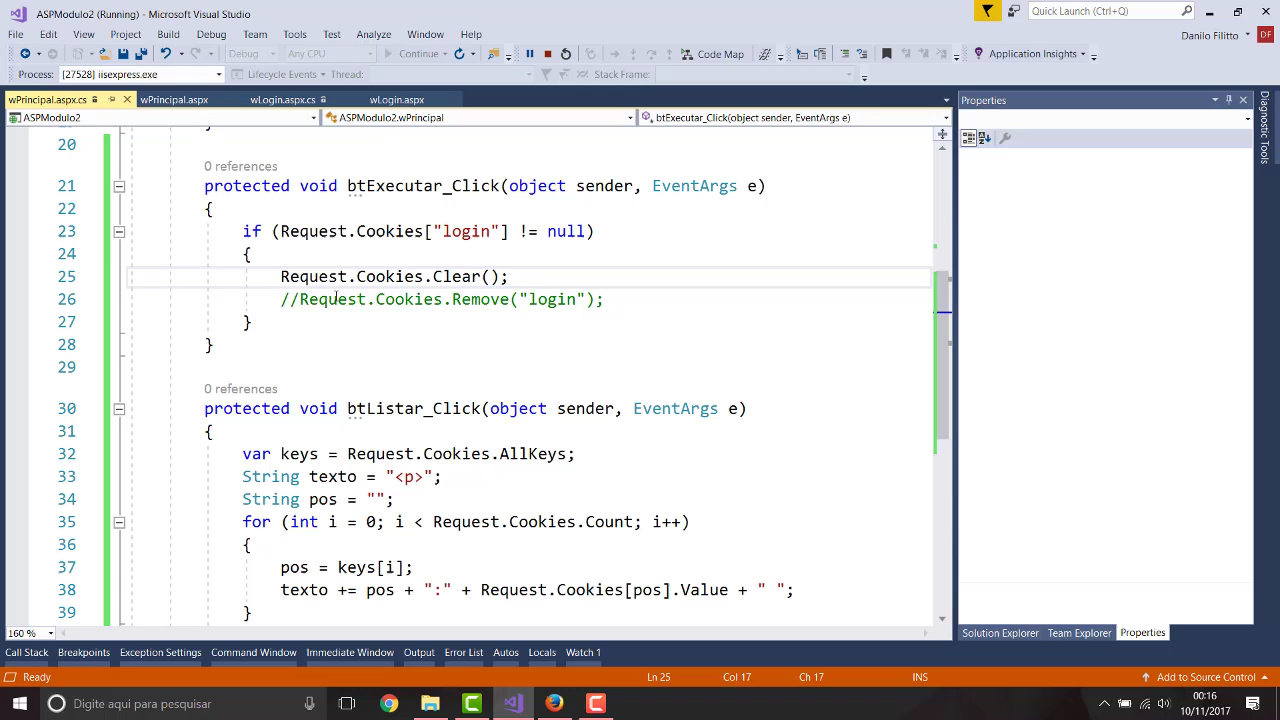 ASPModulo2 (Running) - Microsoft Visual Studio
Quick Launch (Ctrl+Q)
File Edit View Project Build Debug Team Tools Test Analyze Window Help
Danilo Filitto DF
Debug Any CPU Continue Code Map Application Insights
Process: [27528] iisexpress.exe Lifecycle Events Thread: Stack Frame:
wPrincipal.aspx.cs wPrincipal.aspx wLogin.aspx.cs wLogin.aspx
Properties
ASPModulo2 ASPModulo2.wPrincipal btExecutar_Click(object sender, EventArgs e)
Diagnostic Tools
20
0 references
21 protected void btExecutar_Click(object sender, EventArgs e)
22 {
23 if (Request.Cookies["login"] != null)
24 {
25 Request.Cookies.Clear();
26 //Request.Cookies.Remove("login");
27 }
28 }
29
0 references
30 protected void btListar_Click(object sender, EventArgs e)
31 {
32 var keys = Request.Cookies.AllKeys;
33 String texto = "<p>";
34 String pos = "";
35 for (int i = 0; i < Request.Cookies.Count; i++)
36 {
37 pos = keys[i];
38 texto += pos + ":" + Request.Cookies[pos].Value + " ";
39 }
160 %
Solution Explorer Team Explorer Properties
Call Stack Breakpoints Exception Settings Command Window Immediate Window Output Error List Autos Locals Watch 1
Ready Ln 25 Col 17 Ch 17 INS Add to Source Control
Digite aqui para pesquisar
00:16
10/11/2017